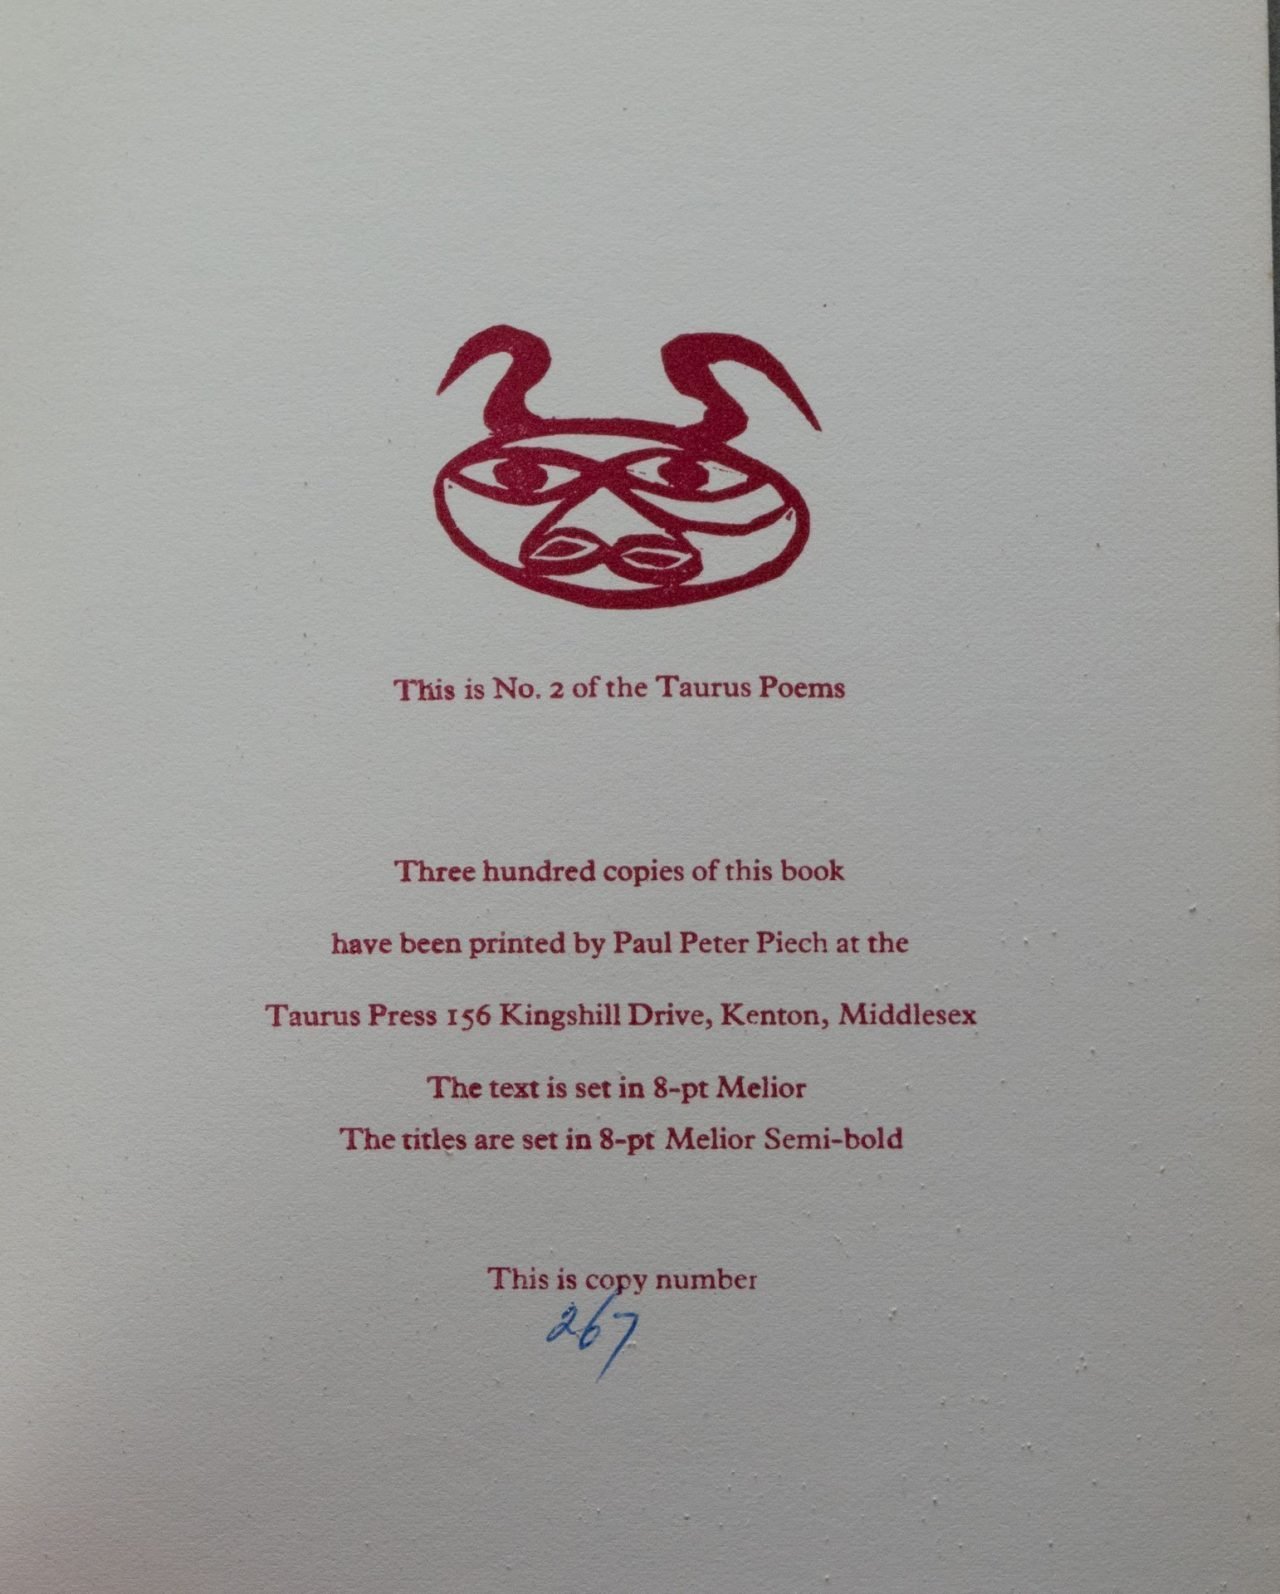 This is No. 2 of the Taurus Poems
Three hundred copies of this book
have been printed by Paul Peter Piech at the
Taurus Press 156 Kingshill Drive, Kenton, Middlesex
The text is set in 8-pt Melior
The titles are set in 8-pt Melior Semi-bold
This is copy number
267